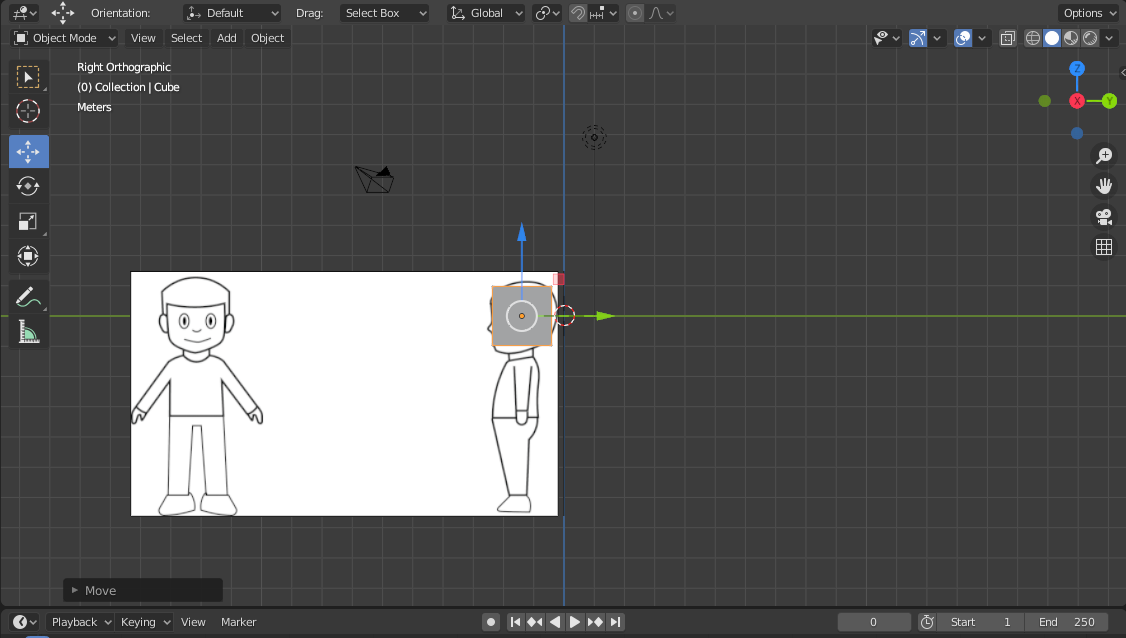 Orientation: Default Drag: Select Box Global Options
Object Mode View Select Add Object
Right Orthographic
(0) Collection | Cube
Meters
Z
X
Y
Move
Playback Keying View Marker 0 Start 1 End 250